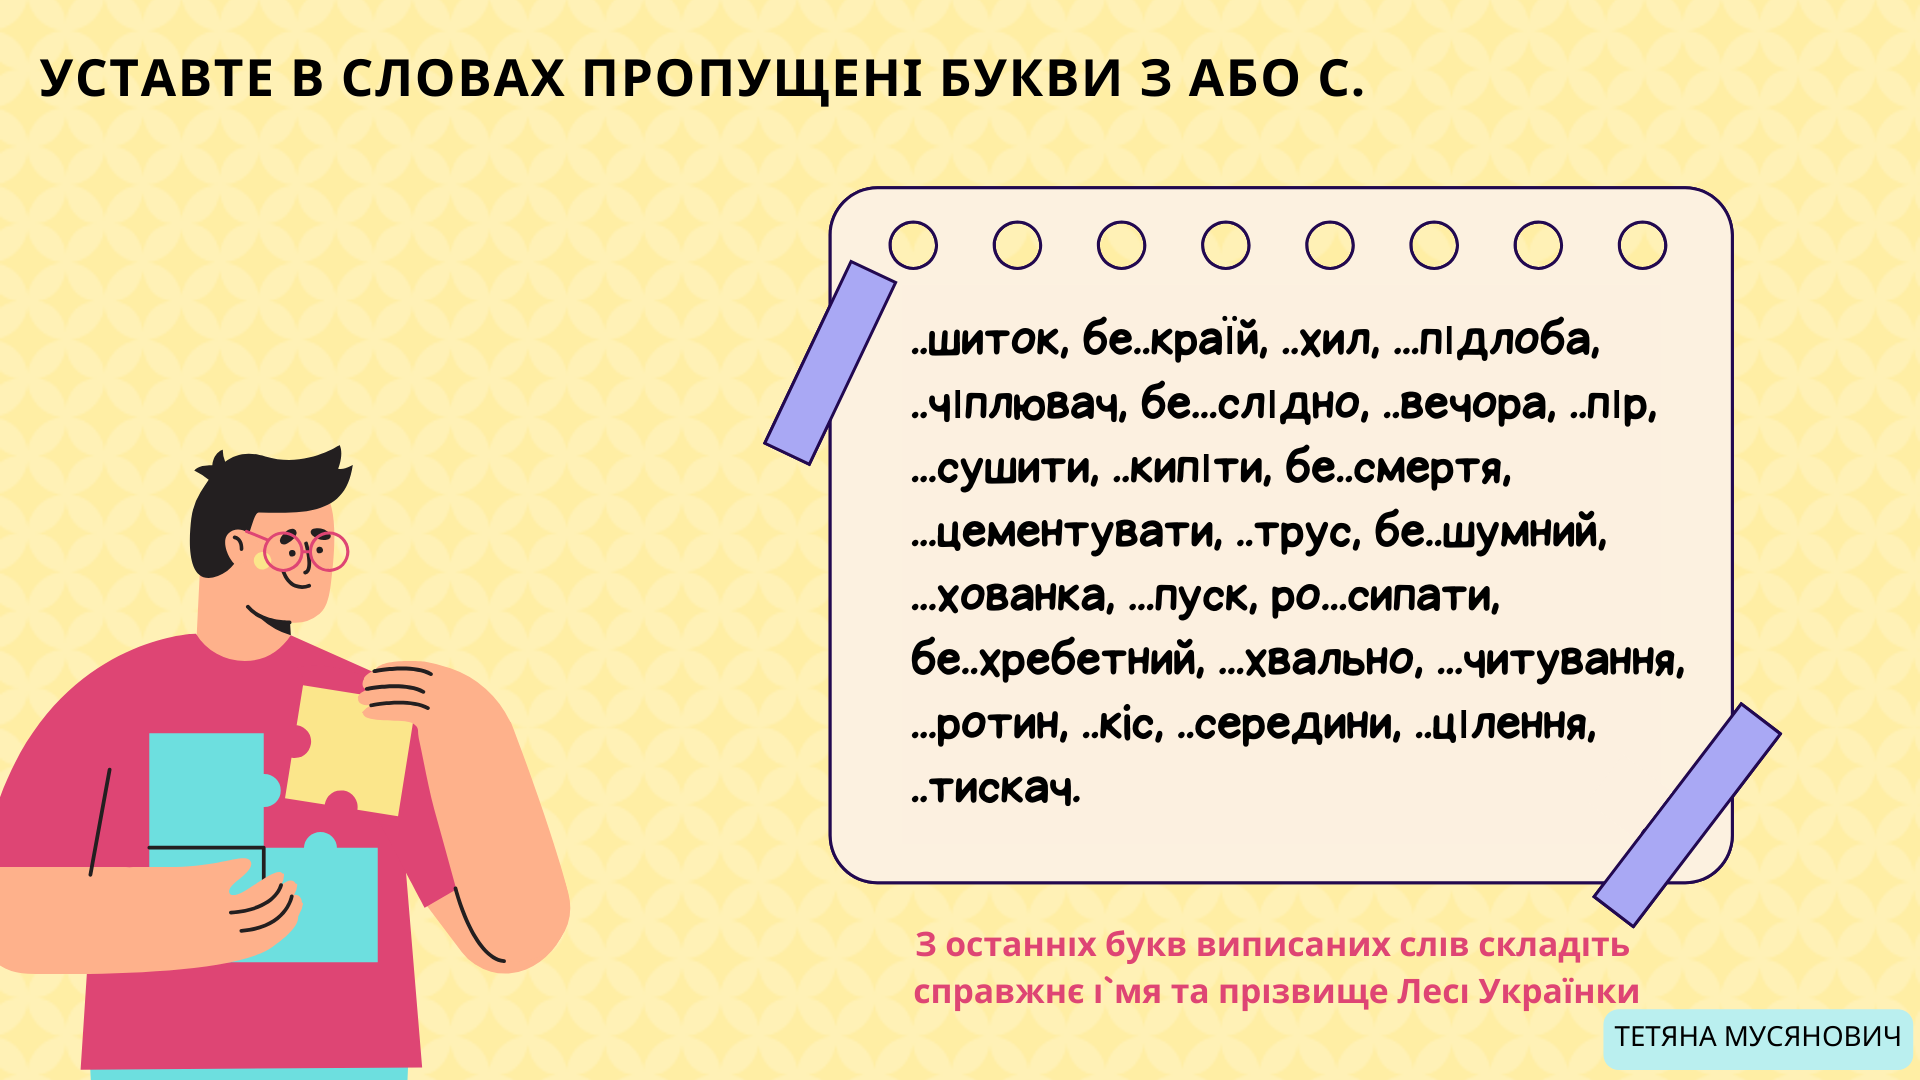 УСТАВТЕ В СЛОВАХ ПРОПУЩЕНІ БУКВИ З АБО С.
..шиток, бе..країй, ..хил, ...підлоба,
..чіплювач, бе...слідно, ..вечора, ..пір,
...сушити, ..кипіти, бе..смертя,
...цементувати, ..трус, бе..шумний,
...хованка, ...пуск, ро...сипати,
бе..хребетний, ...хвально, ...читування,
...ротин, ..кіс, ..середини, ..цілення,
..тискач.
З останніх букв виписаних слів складіть
справжнє і`мя та прізвище Лесі Українки
ТЕТЯНА МУСЯНОВИЧ